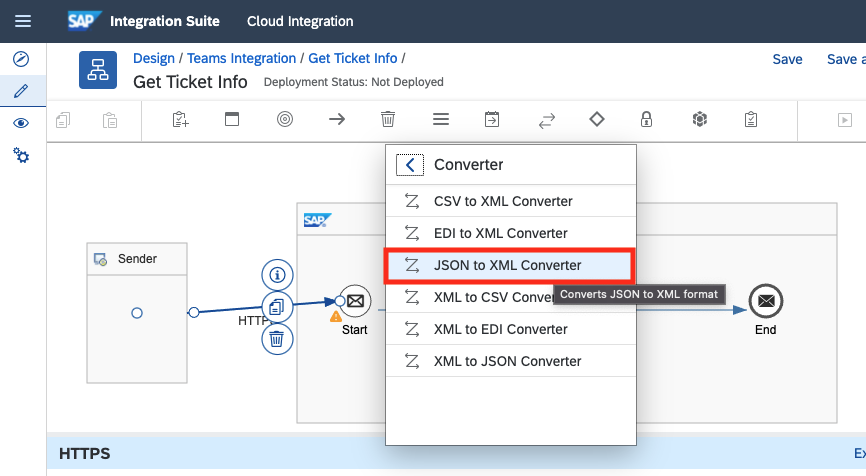 SAP Integration Suite Cloud Integration
Design / Teams Integration / Get Ticket Info /
Get Ticket Info Deployment Status: Not Deployed
Save Save a
Converter
CSV to XML Converter
EDI to XML Converter
JSON to XML Converter
Converts JSON to XML format
XML to CSV Conver
XML to EDI Converter
XML to JSON Converter
SAP
Sender
HTTP
Start
End
HTTPS
Ex